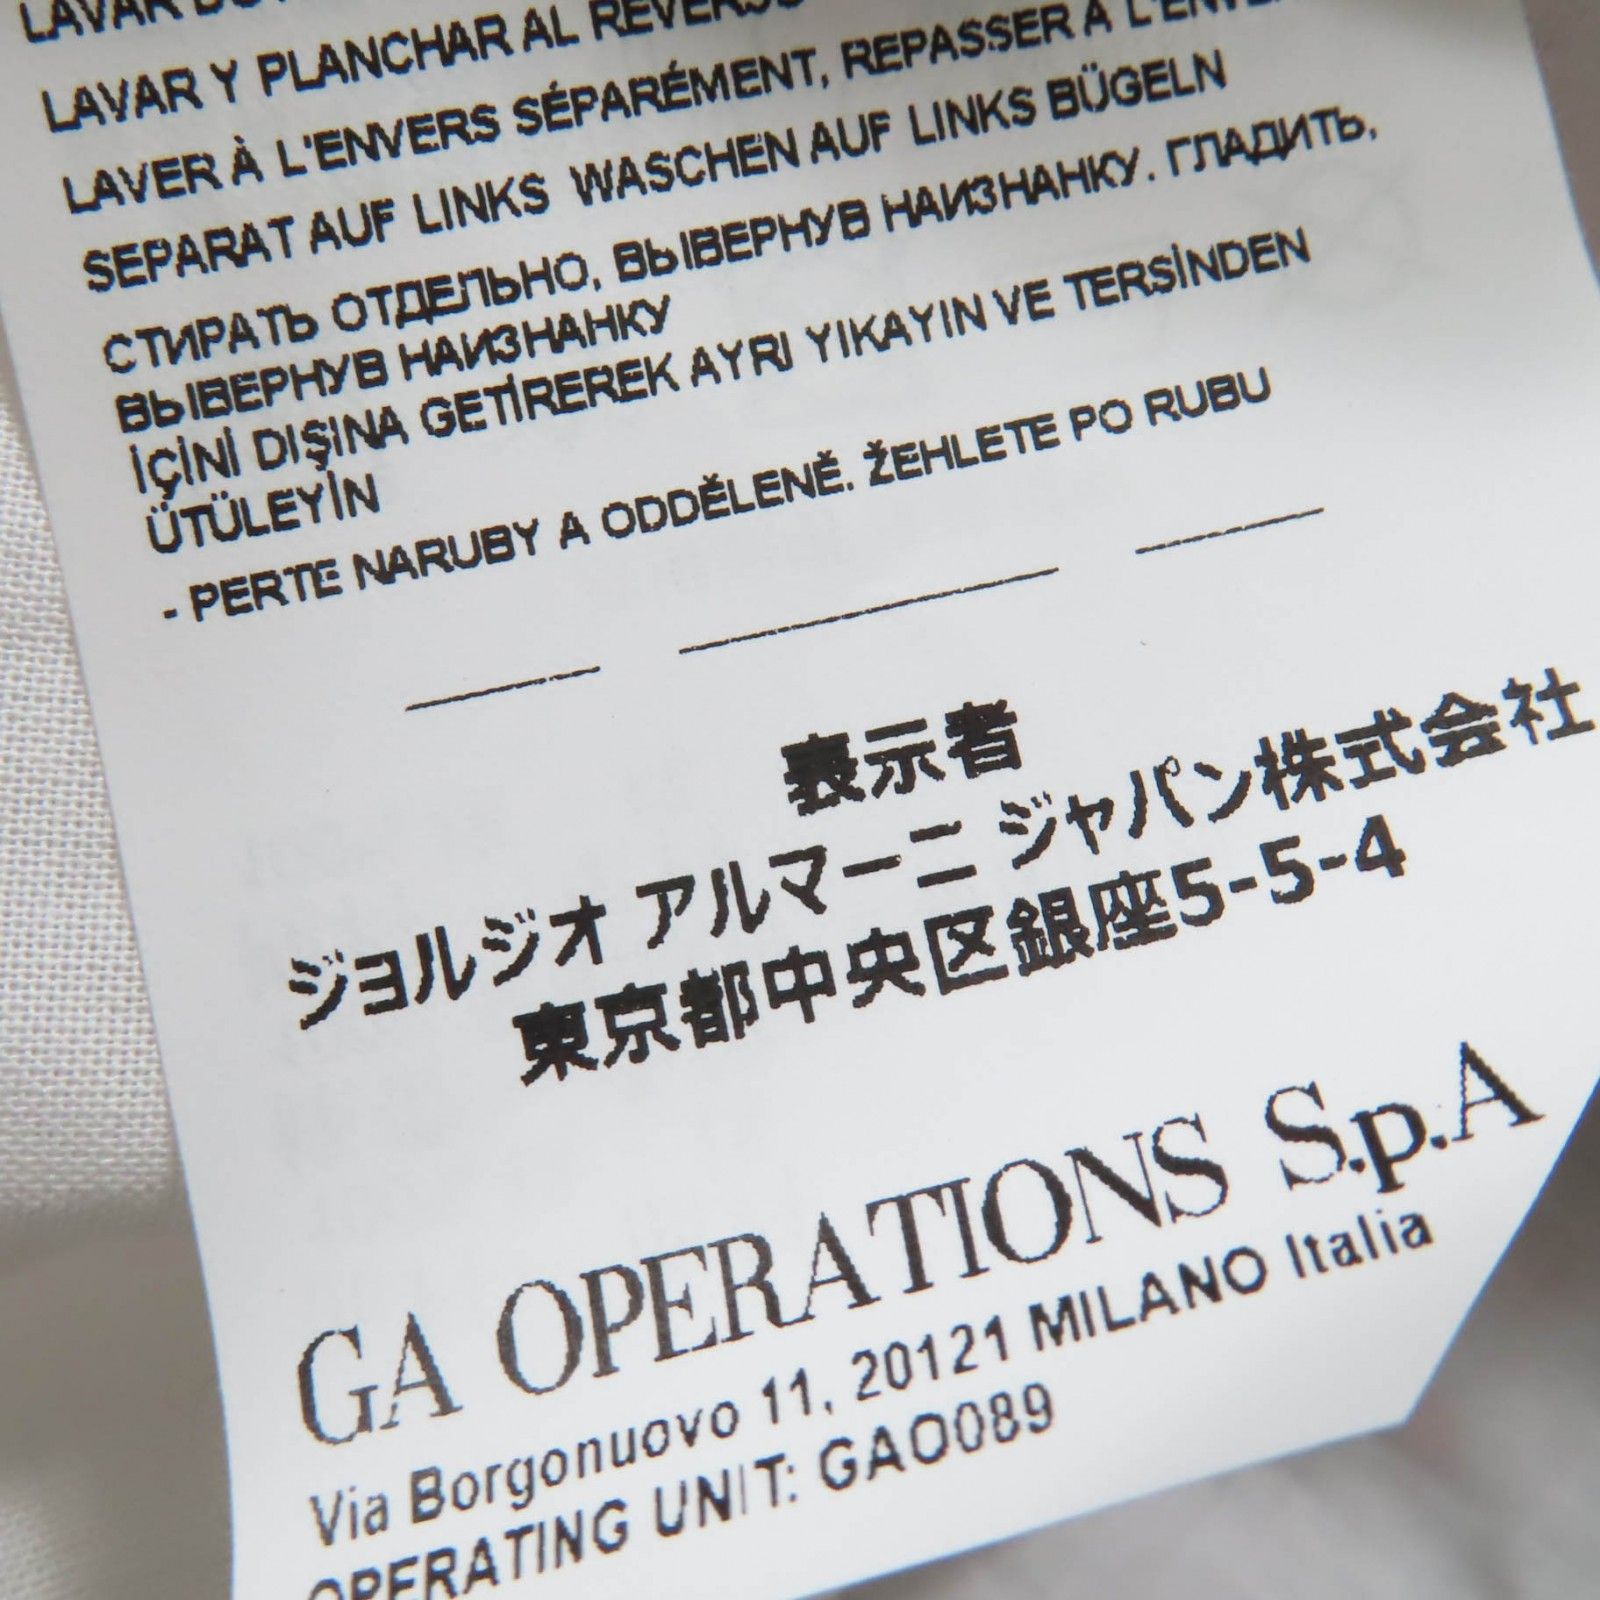 LAVAR
LAVAR Y PLANCHAR AL REVERSO
LAVER À L'ENVERS SÉPARÉMENT, REPASSER À L'ENVER
SEPARAT AUF LINKS WASCHEN AUF LINKS BÜGELN
СТИРАТЬ ОТДЕЛЬНО, ВЫВЕРНУВ НАИЗНАНКУ. ГЛАДИТЬ,
ВЫВЕРНУВ НАИЗНАНКУ
İÇİNİ DIŞINA GETİREREK AYRI YIKAYIN VE TERSİNDEN
ÜTÜLEYİN
- PERTE NARUBY A ODDĚLENĚ. ŽEHLETE PO RUBU
表示者
ジョルジオ アルマーニ ジャパン株式会社
東京都中央区銀座5-5-4
GA OPERATIONS S.p.A
Via Borgonuovo 11, 20121 MILANO Italia
OPERATING UNIT: GAO089